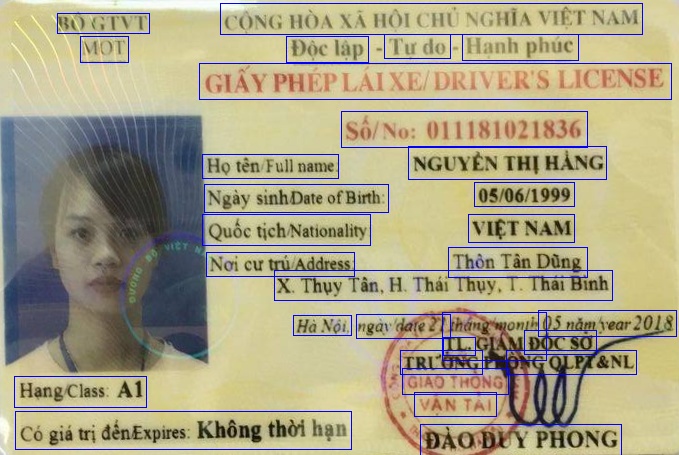 BỘ GTVT
MOT
CỘNG HÒA XÃ HỘI CHỦ NGHĨA VIỆT NAM
Độc lập - Tự do - Hạnh phúc
GIẤY PHÉP LÁI XE/DRIVER'S LICENSE
Số/No: 011181021836
Họ tên/Full name: NGUYỄN THỊ HẰNG
Ngày sinh/Date of Birth: 05/06/1999
Quốc tịch/Nationality VIỆT NAM
Nơi cư trú/Address: Thôn Tân Dũng
X. Thụy Tân, H. Thái Thụy, T. Thái Bình
Hà Nội, ngày/date 21 tháng/month 05 năm/year 2018
TL. GIÁM ĐỐC SỞ
TRƯỞNG PHÒNG QLPT&NL
GIAO THÔNG
VẬN TẢI
Hạng/Class: A1
Có giá trị đến/Expires: Không thời hạn
ĐÀO DUY PHONG